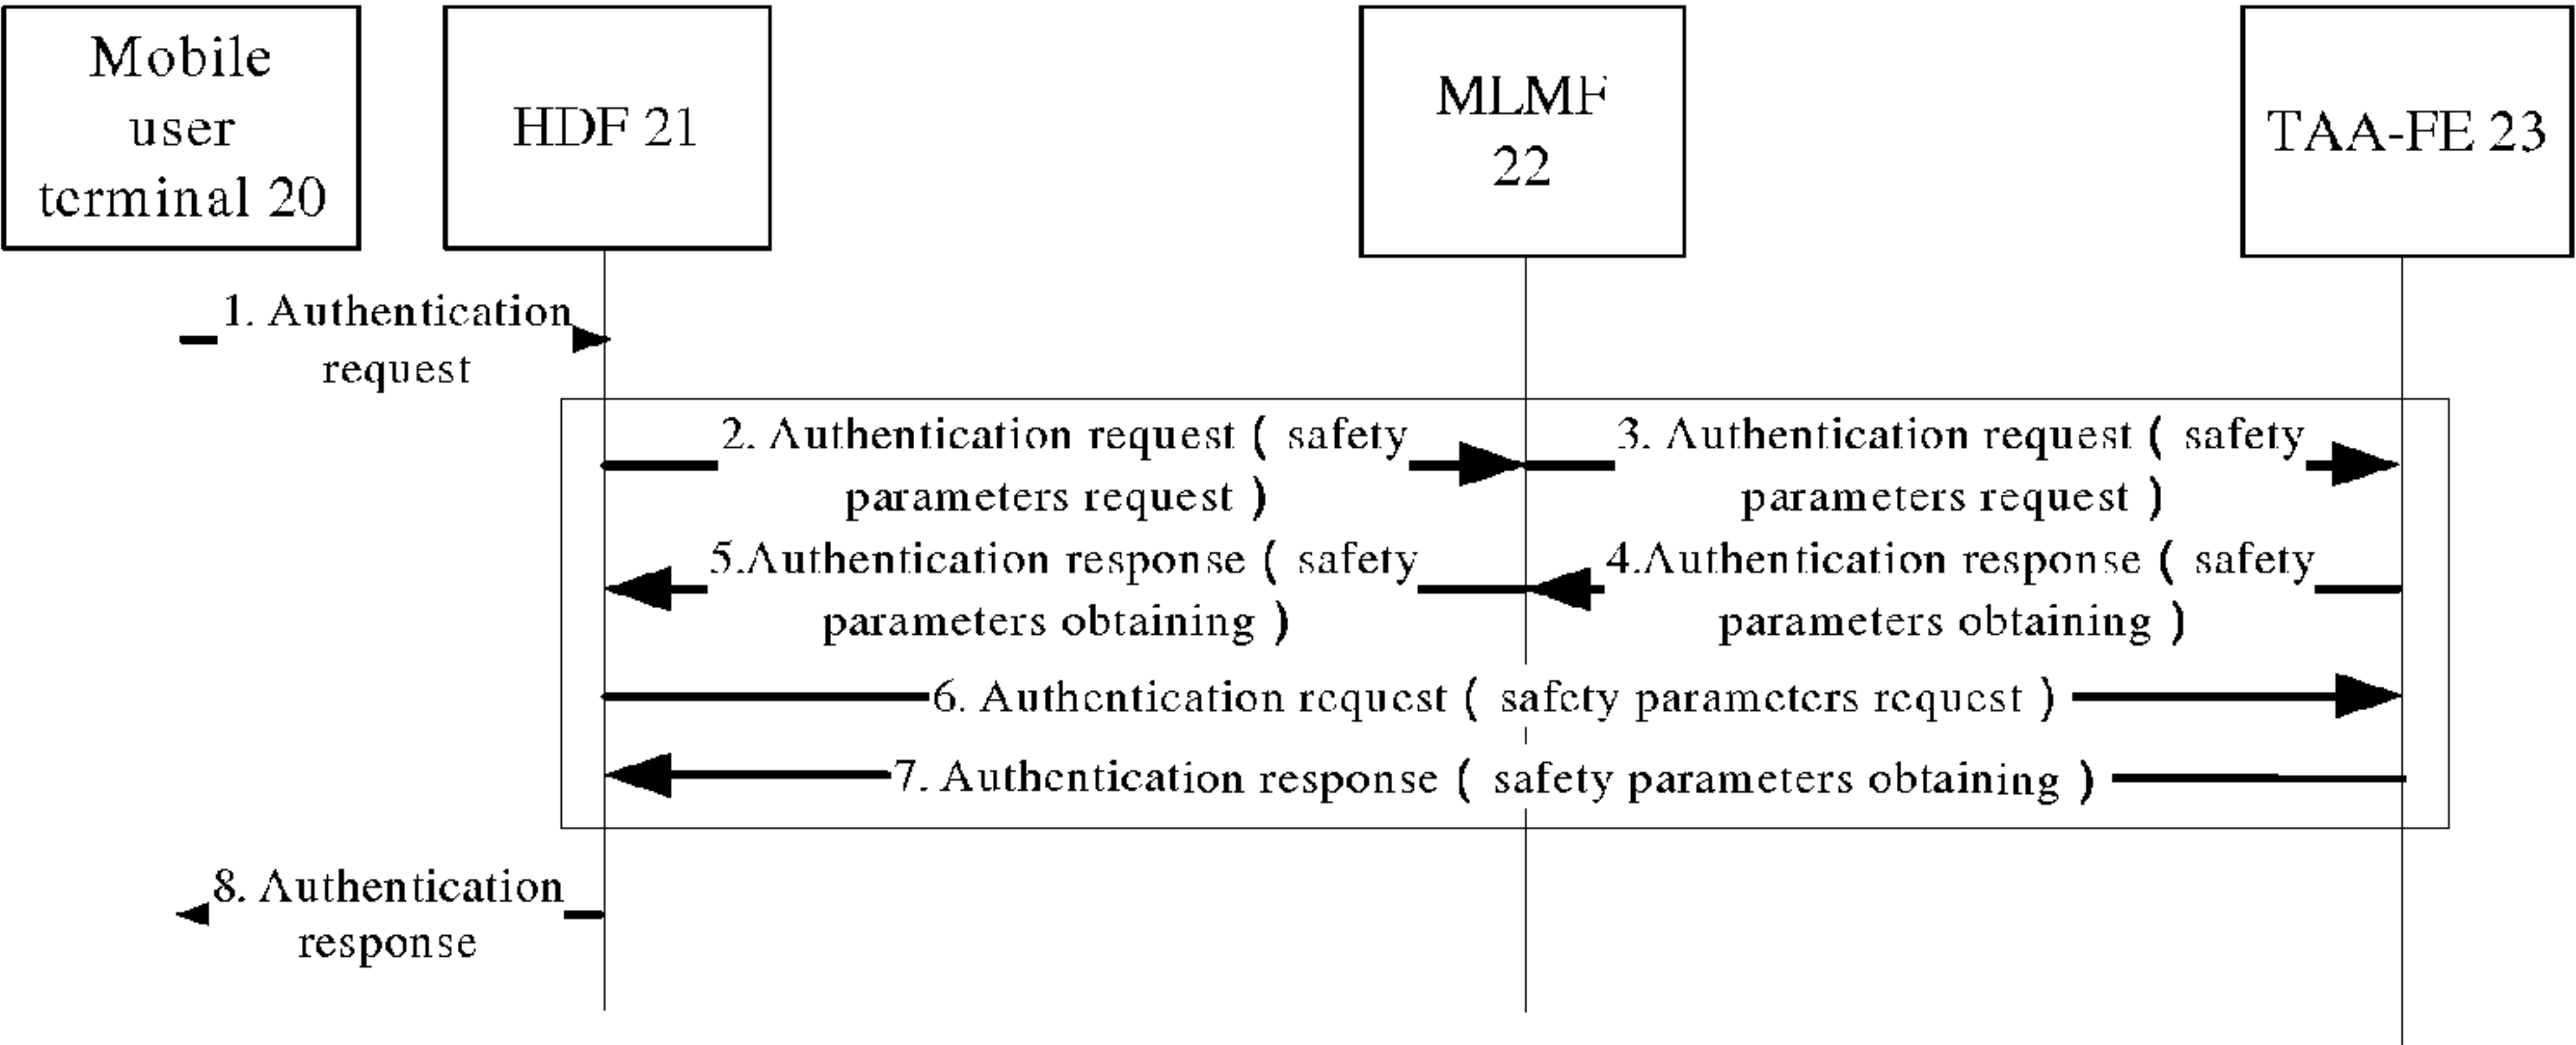 Mobile
user
terminal 20
HDF 21
MLMF
22
TAA-FE 23
1. Authentication
request
2. Authentication request ( safety
parameters request )
3. Authentication request ( safety
parameters request )
5.Authentication response ( safety
parameters obtaining )
4.Authentication response ( safety
parameters obtaining )
6. Authentication request ( safety parameters request )
7. Authentication response ( safety parameters obtaining )
8. Authentication
response